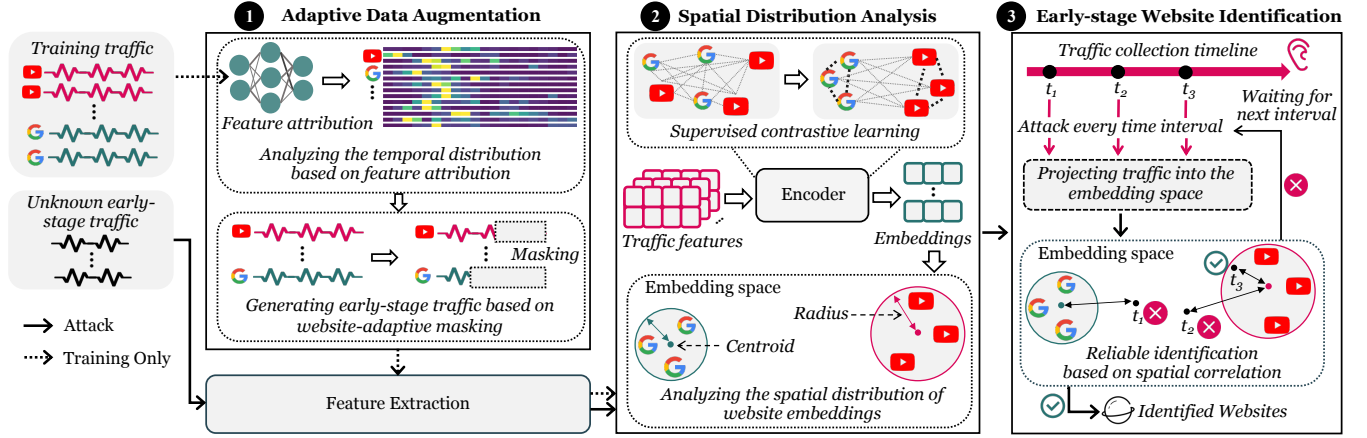 Training traffic
Unknown early-
stage traffic
Attack
Training Only
1 Adaptive Data Augmentation
Feature attribution
Analyzing the temporal distribution
based on feature attribution
Masking
Generating early-stage traffic based on
website-adaptive masking
Feature Extraction
2 Spatial Distribution Analysis
Supervised contrastive learning
Encoder
Traffic features
Embeddings
Embedding space
Radius
Centroid
Analyzing the spatial distribution of
website embeddings
3 Early-stage Website Identification
Traffic collection timeline
t1 t2 t3
Waiting for
next interval
Attack every time interval
Projecting traffic into the
embedding space
Embedding space
t3
t1
t2
Reliable identification
based on spatial correlation
Identified Websites